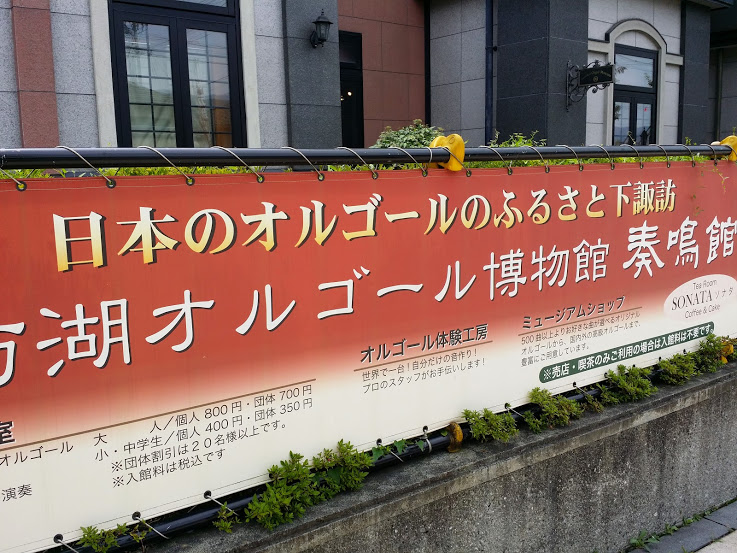 日本のオルゴールのふるさと下諏訪
湖オルゴール博物館 奏鳴館
Tea Room
SONATA ソナタ
Coffee & Cake
ミュージアムショップ
500曲以上よりお好きな曲が選べるオリジナル
オルゴールから、国内外の高級オルゴールまで、
豊富にご用意しています。
※売店・喫茶のみご利用の場合は入館料は不要です
オルゴール体験工房
世界で一台！自分だけの音作り！
プロのスタッフがお手伝いします！
室
オルゴール
演奏
大　　人／個人 800円・団体 700円
小・中学生／個人 400円・団体 350円
※団体割引は20名様以上です。
※入館料は税込です